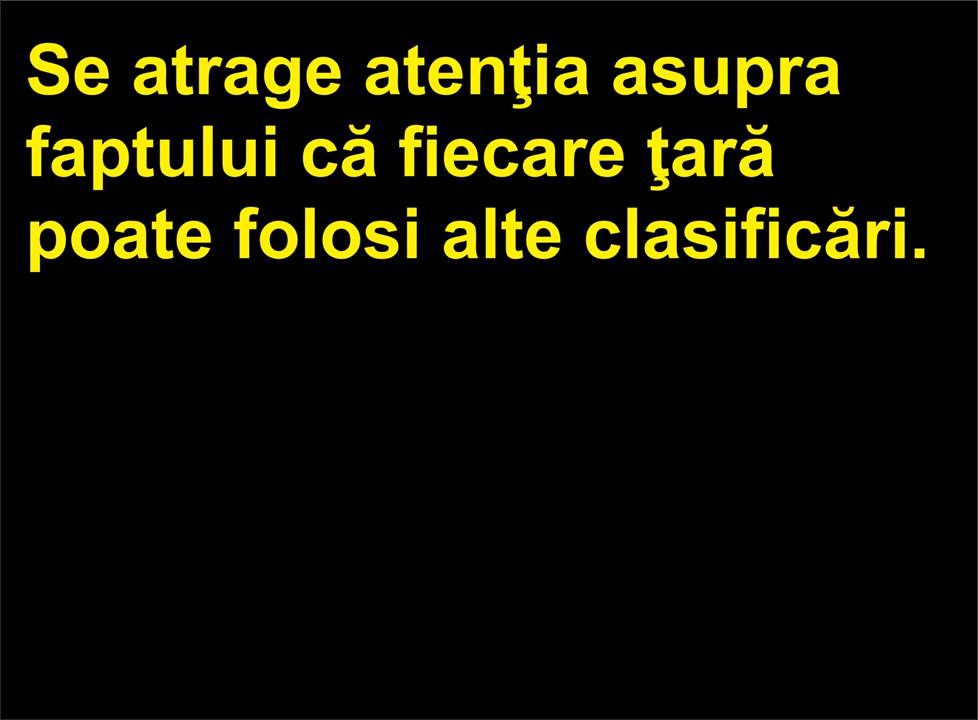 Se atrage atenţia asupra
faptului că fiecare ţară
poate folosi alte clasificări.